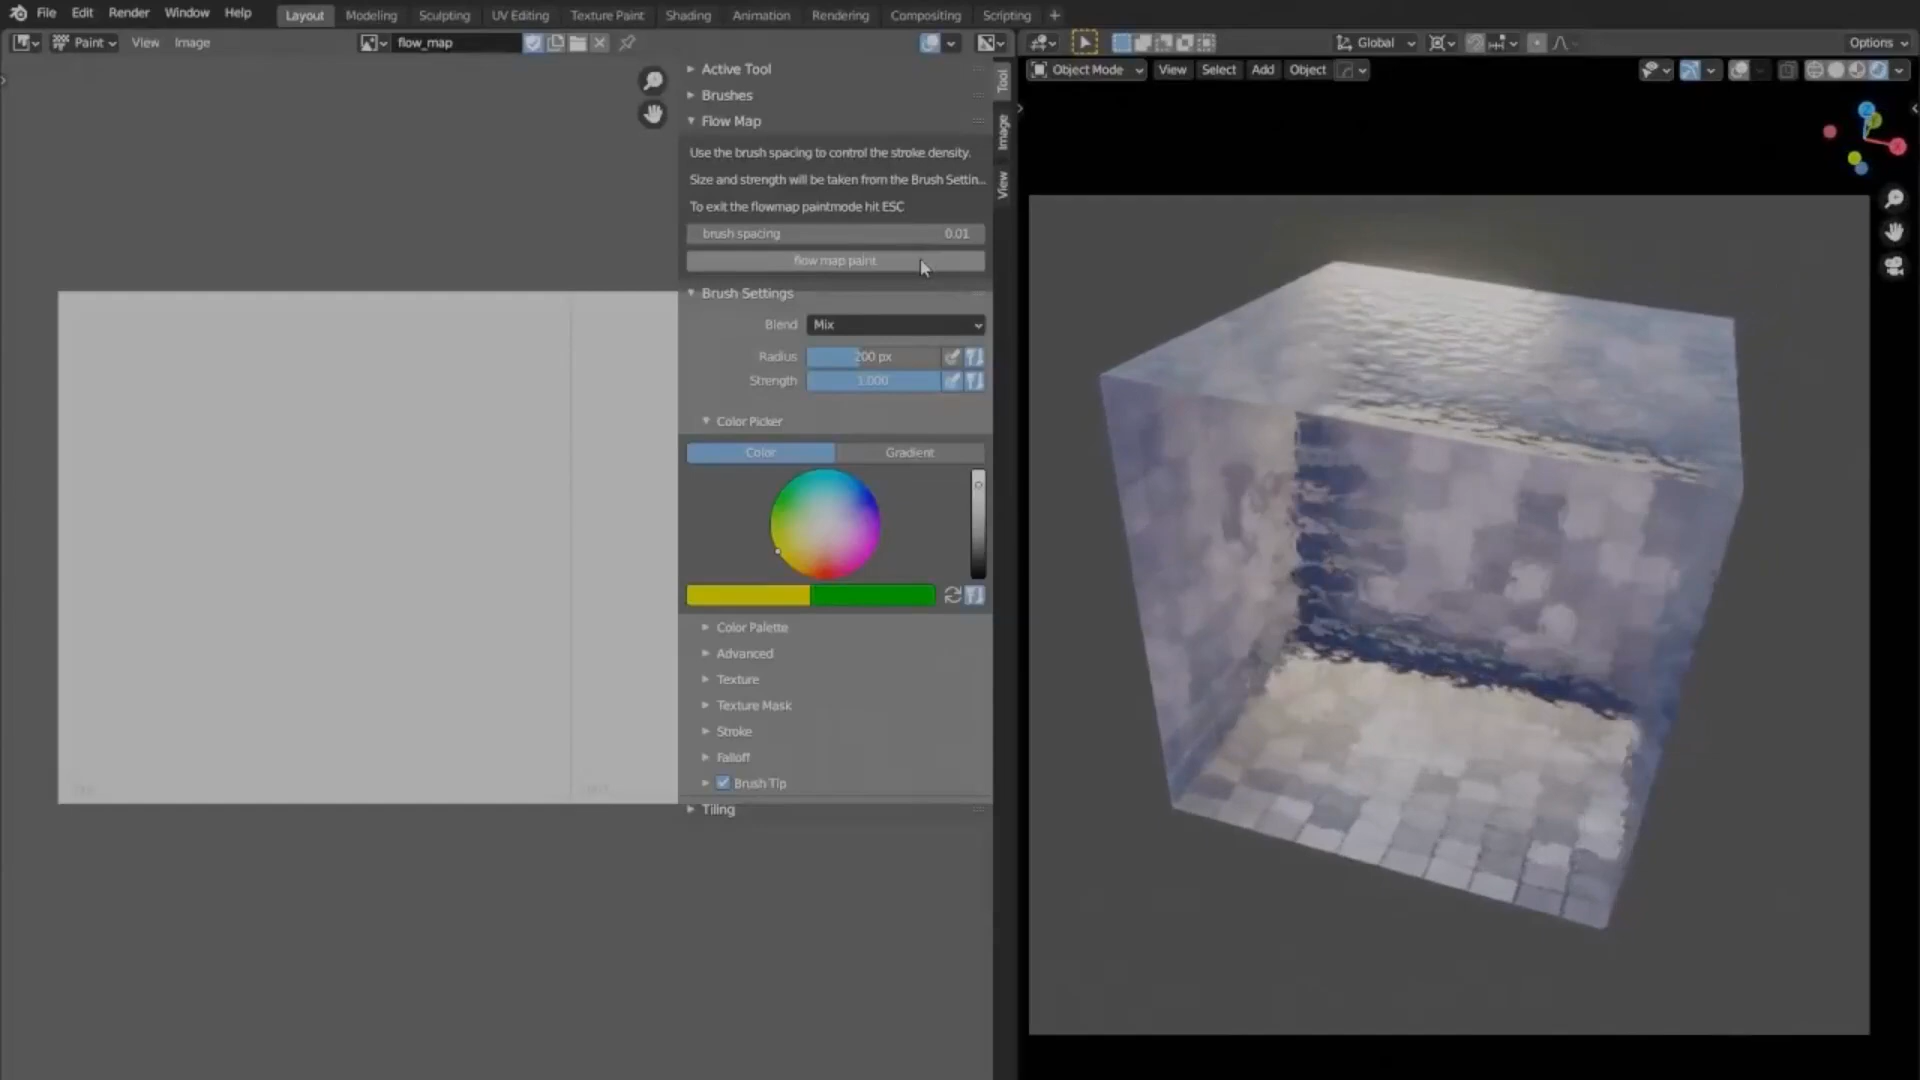 File Edit Render Window Help Layout Modeling Sculpting UV Editing Texture Paint Shading Animation Rendering Compositing Scripting +
Paint View Image flow_map
Global Options
Object Mode View Select Add Object
Active Tool
Brushes
Flow Map
Use the brush spacing to control the stroke density.
Size and strength will be taken from the Brush Settin...
To exit the flowmap paintmode hit ESC
brush spacing 0.01
flow map paint
Brush Settings
Blend Mix
Radius 200 px
Strength 1.000
Color Picker
Color Gradient
Color Palette
Advanced
Texture
Texture Mask
Stroke
Falloff
Brush Tip
Tiling
Tool
Image
View
Z
Y
X